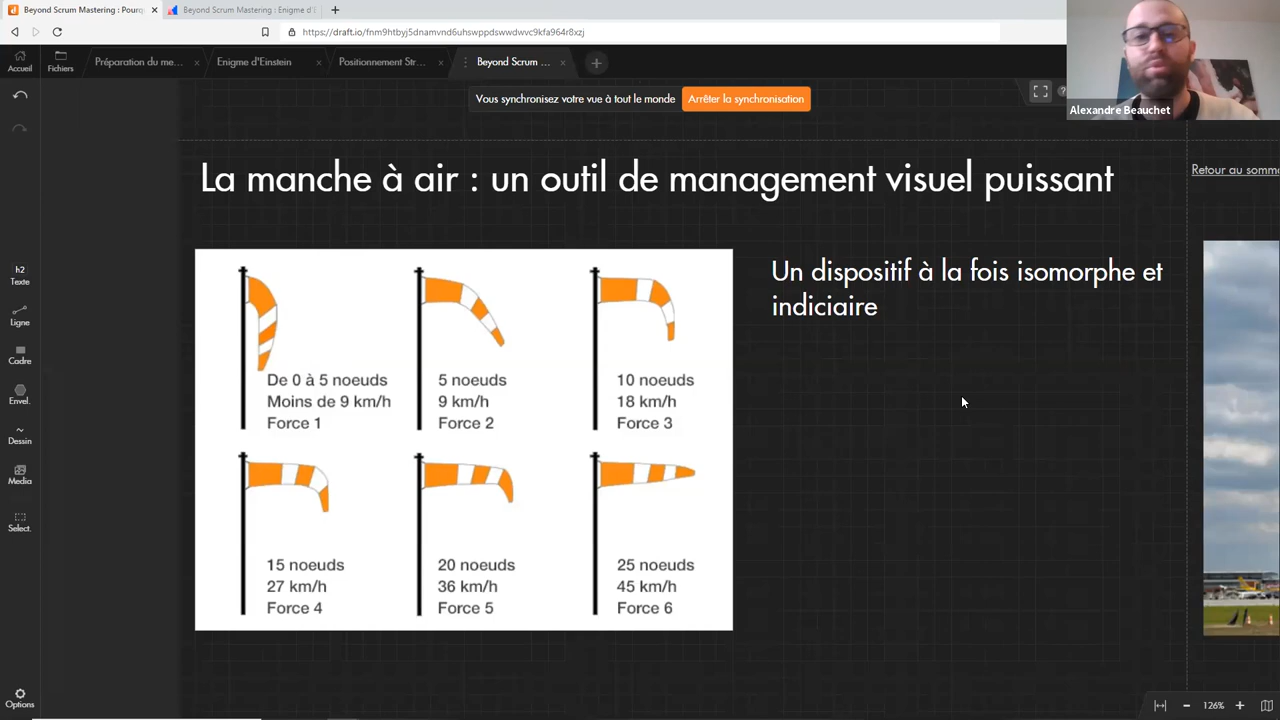 Beyond Scrum Mastering : Pourq
Beyond Scrum Mastering : Enigme d'E
https://draft.io/fnm9htbyj5dnamvnd6uhswppdswwdwvc9kfa964r8xzj
Accueil
Fichiers
Préparation du me...
Enigme d'Einstein
Positionnement Str...
Beyond Scrum ...
Vous synchronisez votre vue à tout le monde
Arrêter la synchronisation
Alexandre Beauchet
La manche à air : un outil de management visuel puissant
Retour au somma
Un dispositif à la fois isomorphe et
indiciaire
De 0 à 5 noeuds
Moins de 9 km/h
Force 1
5 noeuds
9 km/h
Force 2
10 noeuds
18 km/h
Force 3
15 noeuds
27 km/h
Force 4
20 noeuds
36 km/h
Force 5
25 noeuds
45 km/h
Force 6
h2
Texte
Ligne
Cadre
Envel.
Dessin
Media
Select.
Options
126%